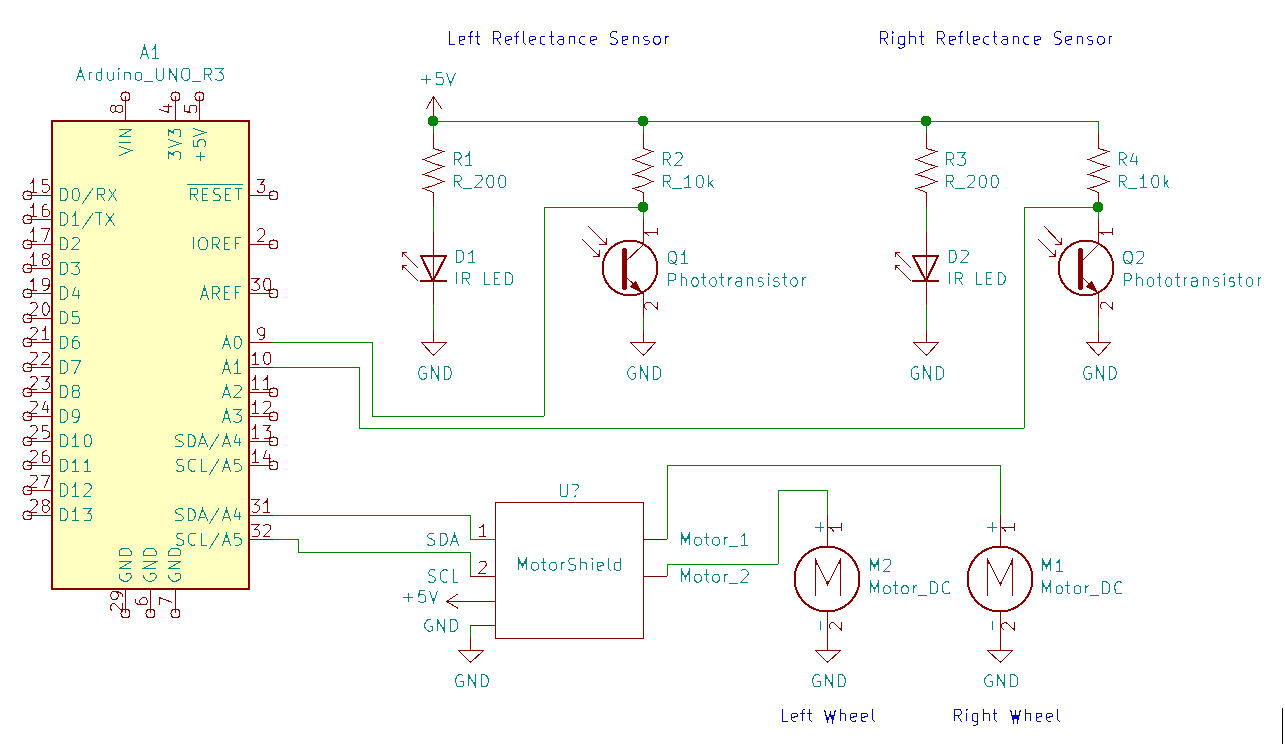 Left Reflectance Sensor
Right Reflectance Sensor
A1
Arduino_UNO_R3
+5V
8
4
5
VIN
3V3
+5V
15
D0/RX
RESET
3
16
D1/TX
17
D2
IOREF
2
18
D3
19
D4
AREF
30
20
D5
21
D6
A0
9
22
D7
A1
10
23
D8
A2
11
24
D9
A3
12
25
D10
SDA/A4
13
26
D11
SCL/A5
14
27
D12
28
D13
SDA/A4
31
SCL/A5
32
GND
GND
GND
29
6
7
R1
R_200
R2
R_10k
R3
R_200
R4
R_10k
D1
IR LED
1
Q1
Phototransistor
2
D2
IR LED
1
Q2
Phototransistor
2
GND
GND
GND
GND
U?
SDA
1
MotorShield
SCL
2
+5V
GND
GND
Motor_1
Motor_2
+
1
M
M2
Motor_DC
-
2
GND
Left Wheel
+
1
M
M1
Motor_DC
-
2
GND
Right Wheel